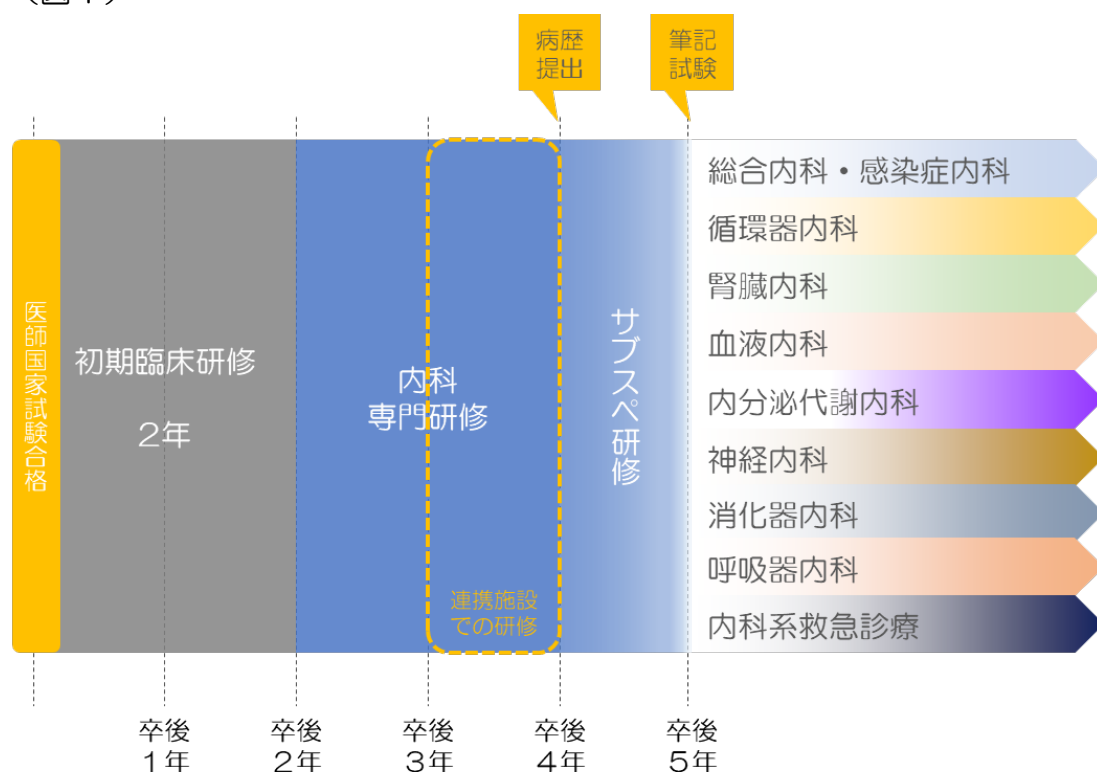 病歴
提出
筆記
試験
医師国家試験合格
初期臨床研修
2年
内科
専門研修
連携施設
での研修
サブスペ研修
総合内科・感染症内科
循環器内科
腎臓内科
血液内科
内分泌代謝内科
神経内科
消化器内科
呼吸器内科
内科系救急診療
卒後
1年
卒後
2年
卒後
3年
卒後
4年
卒後
5年